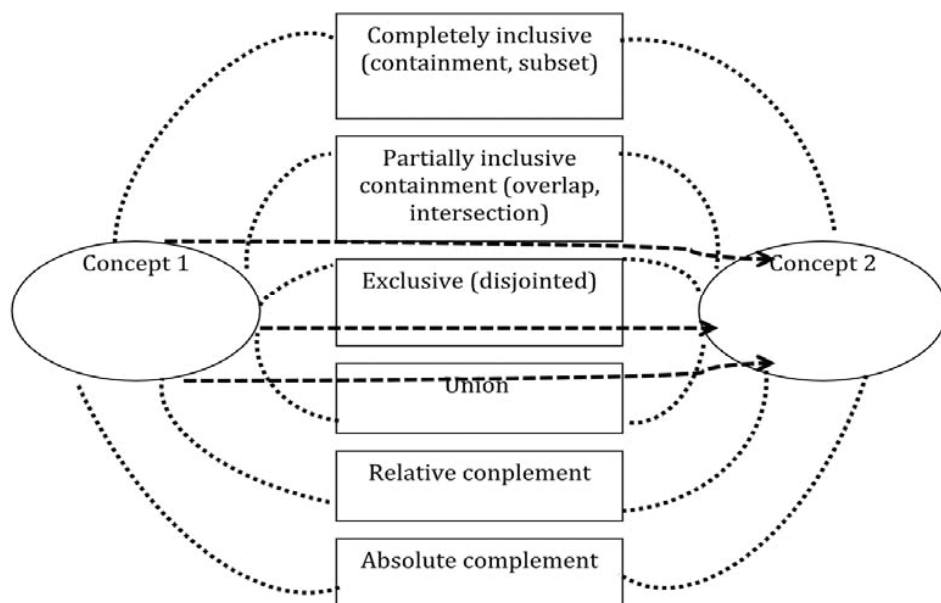 Completely inclusive
(containment, subset)
Partially inclusive
containment (overlap,
intersection)
Concept 1
Concept 2
Exclusive (disjointed)
Union
Relative conplement
Absolute complement